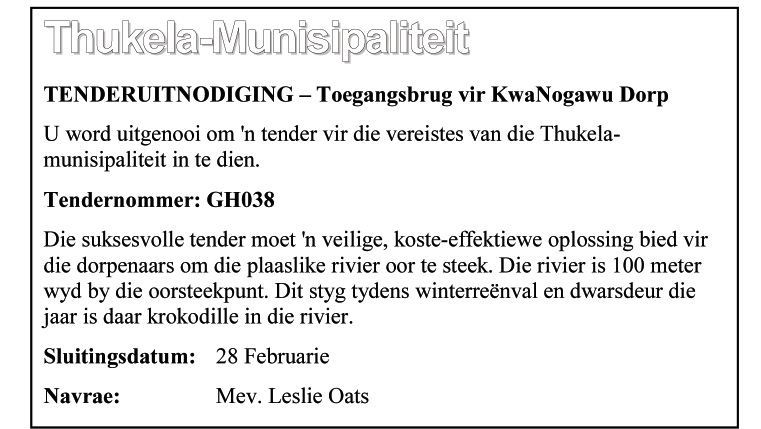 Thukela-Munisipaliteit
TENDERUITNODIGING – Toegangsbrug vir KwaNogawu Dorp
U word uitgenooi om 'n tender vir die vereistes van die Thukela-
munisipaliteit in te dien.
Tendernommer: GH038
Die suksesvolle tender moet 'n veilige, koste-effektiewe oplossing bied vir
die dorpenaars om die plaaslike rivier oor te steek. Die rivier is 100 meter
wyd by die oorsteekpunt. Dit styg tydens winterreënval en dwarsdeur die
jaar is daar krokodille in die rivier.
Sluitingsdatum: 28 Februarie
Navrae: Mev. Leslie Oats